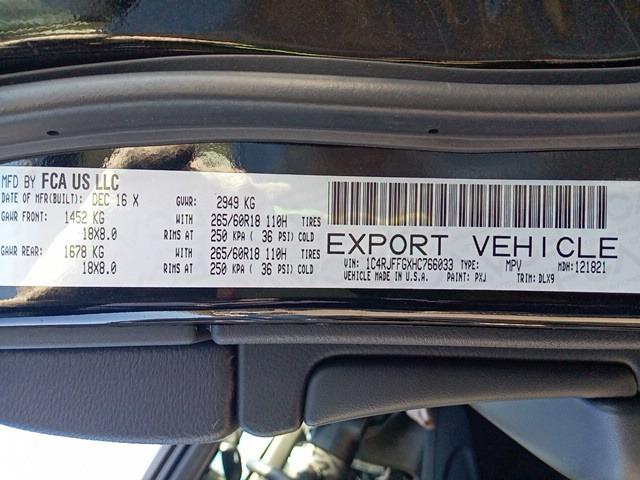 MFD BY FCA US LLC
DATE OF MFR(BUILT): DEC 16 X GVWR: 2949 KG
GAWR FRONT: 1452 KG WITH 265/60R18 110H TIRES
18X8.0 RIMS AT 250 KPA ( 36 PSI) COLD
GAWR REAR: 1678 KG WITH 265/60R18 110H TIRES
18X8.0 RIMS AT 250 KPA ( 36 PSI) COLD
EXPORT VEHICLE
VIN: 1C4RJFFGXHC766033 TYPE: MPV MDH:121821
VEHICLE MADE IN U.S.A. PAINT: PXJ TRIM: DLX9